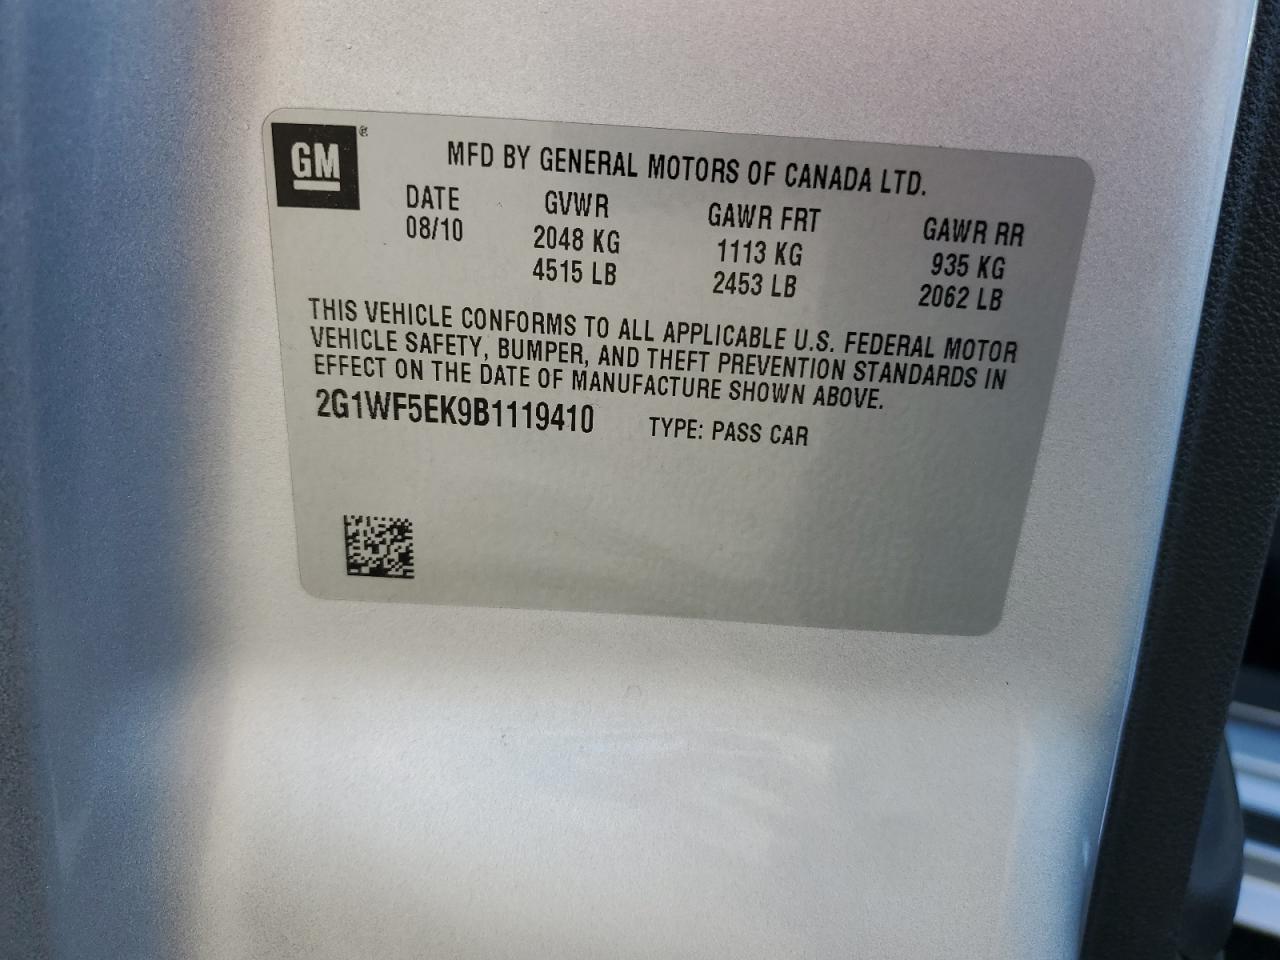 GM®
MFD BY GENERAL MOTORS OF CANADA LTD.
DATE GVWR GAWR FRT GAWR RR
08/10 2048 KG 1113 KG 935 KG
4515 LB 2453 LB 2062 LB
THIS VEHICLE CONFORMS TO ALL APPLICABLE U.S. FEDERAL MOTOR
VEHICLE SAFETY, BUMPER, AND THEFT PREVENTION STANDARDS IN
EFFECT ON THE DATE OF MANUFACTURE SHOWN ABOVE.
2G1WF5EK9B1119410 TYPE: PASS CAR